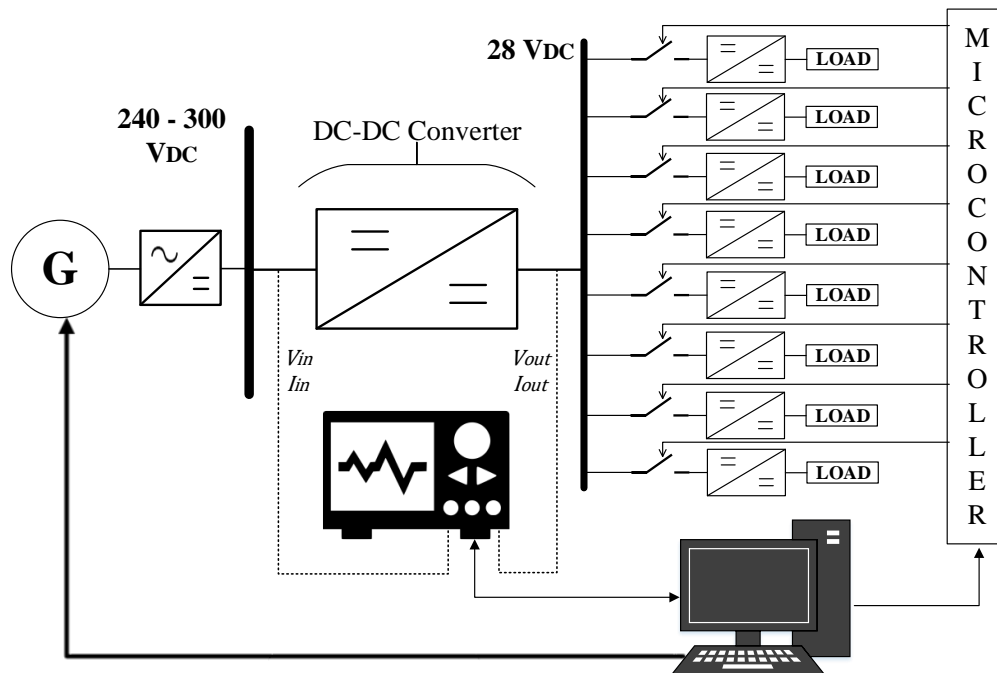 240 - 300
VDC
DC-DC Converter
28 VDC
G
Vin
Iin
Vout
Iout
LOAD
LOAD
LOAD
LOAD
LOAD
LOAD
LOAD
LOAD
MICROCONTROLLER